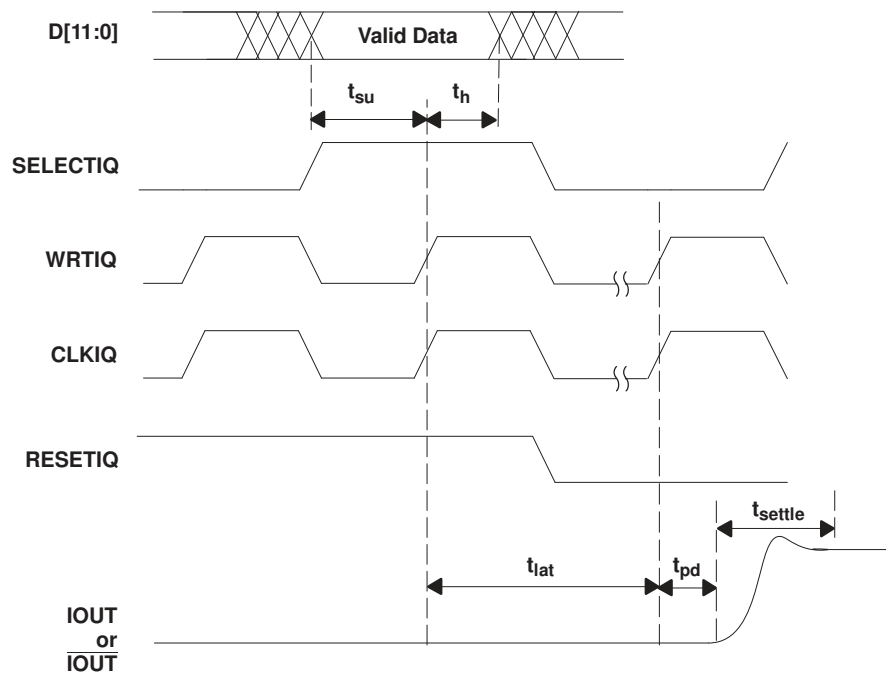 D[11:0]
Valid Data
tsu
th
SELECTIQ
WRTIQ
CLKIQ
RESETIQ
tsettle
tlat
tpd
IOUT
or
IOUT